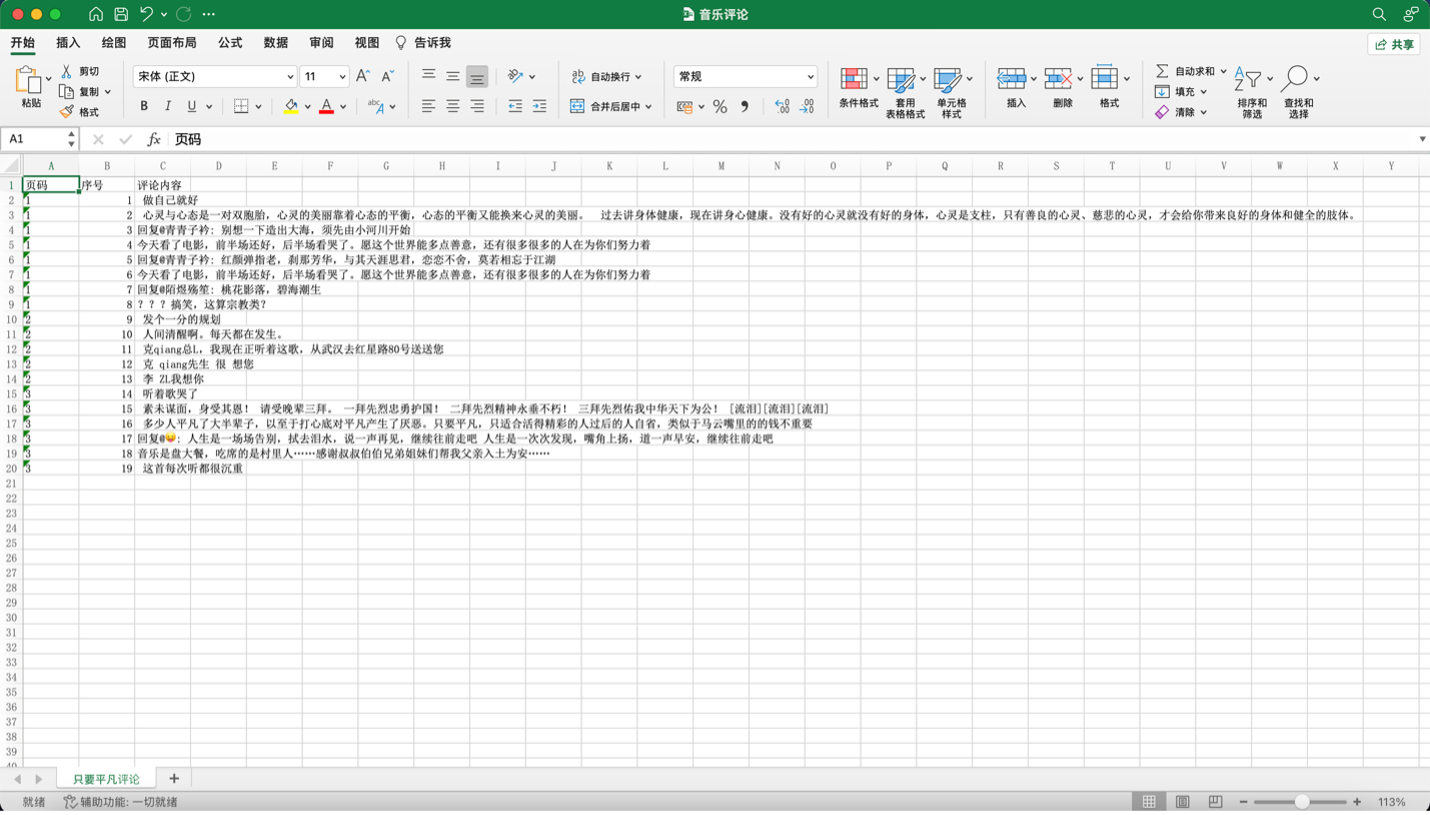 音乐评论
开始 插入 绘图 页面布局 公式 数据 审阅 视图 告诉我 共享
粘贴 剪切 复制 格式
宋体 (正文) 11 A^ Aˇ
B I U A abc
ab 自动换行
合并后居中
常规
% ,
条件格式 套用表格格式 单元格样式
插入 删除 格式
Σ 自动求和 填充 清除
排序和筛选 查找和选择
A1 fx 页码
A B C D E F G H I J K L M N O P Q R S T U V W X Y
1 页码 序号 评论内容
2 1 1 做自己就好
3 1 2 心灵与心态是一对双胞胎，心灵的美丽靠着心态的平衡，心态的平衡又能换来心灵的美丽。 过去讲身体健康，现在讲身心健康。没有好的心灵就没有好的身体，心灵是支柱，只有善良的心灵、慈悲的心灵，才会给你带来良好的身体和健全的肢体。
4 1 3 回复@青青子衿: 别想一下造出大海，须先由小河川开始
5 1 4 今天看了电影，前半场还好，后半场看哭了。愿这个世界能多点善意，还有很多很多的人在为你们努力着
6 1 5 回复@青青子衿: 红颜弹指老，刹那芳华，与其天涯思君，恋恋不舍，莫若相忘于江湖
7 1 6 今天看了电影，前半场还好，后半场看哭了。愿这个世界能多点善意，还有很多很多的人在为你们努力着
8 1 7 回复@陌煜殇笙: 桃花影落，碧海潮生
9 1 8 ？？？搞笑，这算宗教类?
10 2 9 发个一分的规划
11 2 10 人间清醒啊。每天都在发生。
12 2 11 克qiang总L，我现在正听着这歌，从武汉去红星路80号送送您
13 2 12 克 qiang先生 很 想您
14 2 13 李 ZL我想你
15 3 14 听着歌哭了
16 3 15 素未谋面，身受其恩！ 请受晚辈三拜。 一拜先烈忠勇护国！ 二拜先烈精神永垂不朽！ 三拜先烈佑我中华天下为公！ [流泪][流泪][流泪]
17 3 16 多少人平凡了大半辈子，以至于打心底对平凡产生了厌恶。只要平凡，只适合活得精彩的人过后的人自省，类似于马云嘴里的的钱不重要
18 3 17 回复@😛: 人生是一场场告别，拭去泪水，说一声再见，继续往前走吧 人生是一次次发现，嘴角上扬，道一声早安，继续往前走吧
19 3 18 音乐是盘大餐，吃席的是村里人……感谢叔叔伯伯兄弟姐妹们帮我父亲入土为安……
20 3 19 这首每次听都很沉重
21
22
23
24
25
26
27
28
29
30
31
32
33
34
35
36
37
38
39
40
只要平凡评论 +
就绪 辅助功能: 一切就绪 113%